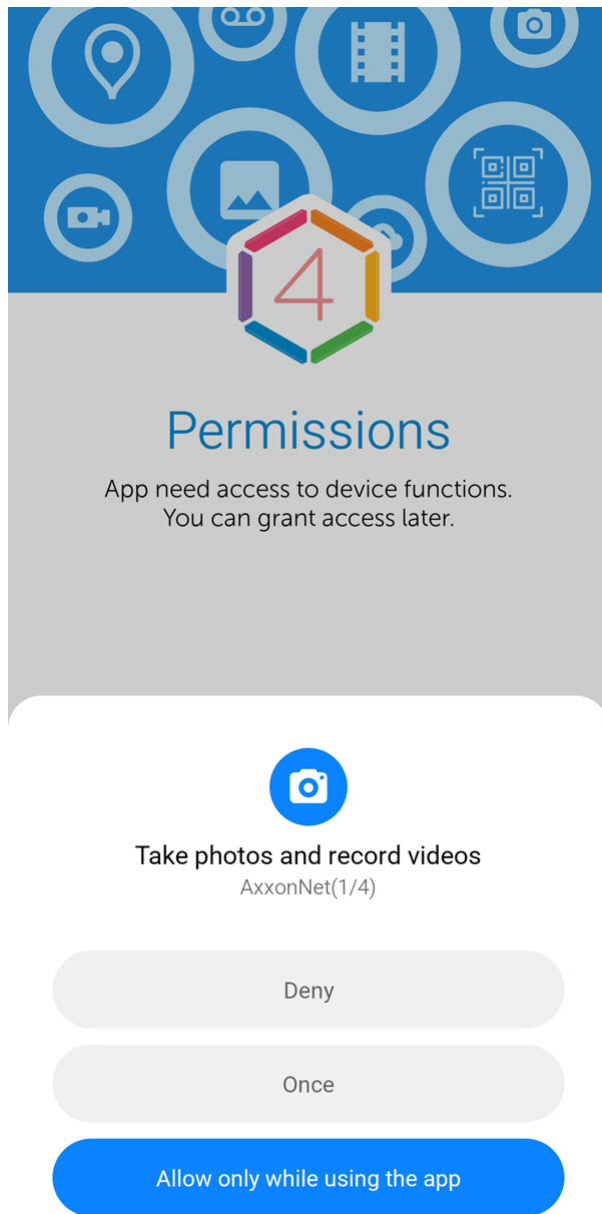 4
Permissions
App need access to device functions.
You can grant access later.
Take photos and record videos
AxxonNet(1/4)
Deny
Once
Allow only while using the app